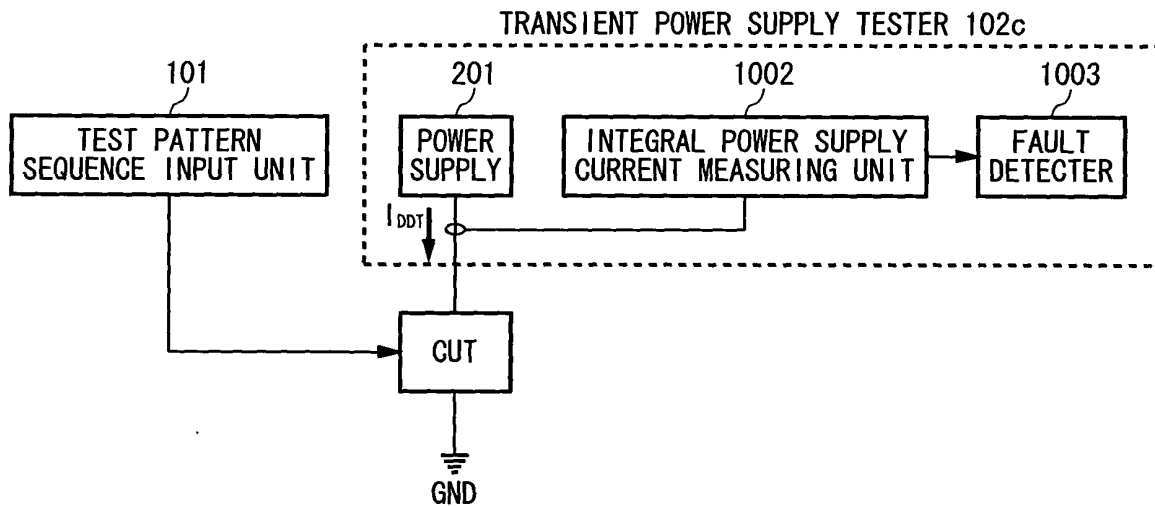 TRANSIENT POWER SUPPLY TESTER 102c
101
201
1002
1003
TEST PATTERN
SEQUENCE INPUT UNIT
POWER
SUPPLY
INTEGRAL POWER SUPPLY
CURRENT MEASURING UNIT
FAULT
DETECTER
IDDT
CUT
GND